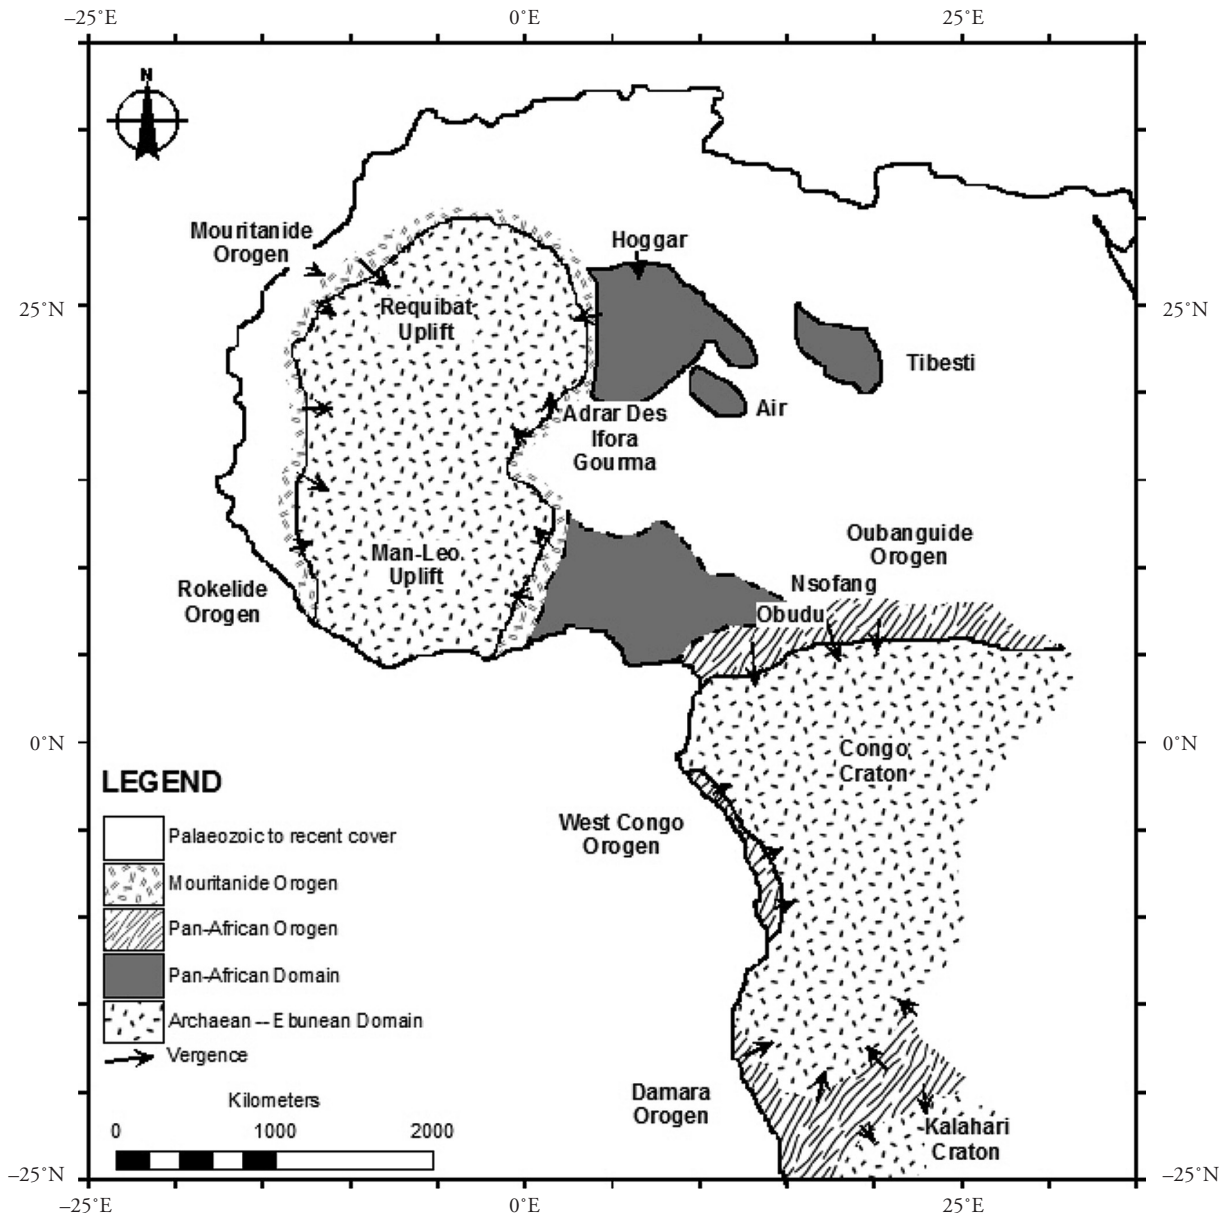 −25˚E
0˚E
25˚E
N
Mouritanide
Orogen
Hoggar
25˚N
25˚N
Requibat
Uplift
Tibesti
Air
Adrar Des
Ifora
Gourma
Oubanguide
Orogen
Man-Leo.
Uplift
Nsofang
Rokelide
Orogen
Obudu
0˚N
0˚N
Congo
Craton
LEGEND
West Congo
Orogen
Palaeozoic to recent cover
Mouritanide Orogen
Pan-African Orogen
Pan-African Domain
Archaean -- Ebunean Domain
Vergence
Damara
Orogen
Kilometers
0
1000
2000
Kalahari
Craton
−25˚N
−25˚N
−25˚E
0˚E
25˚E